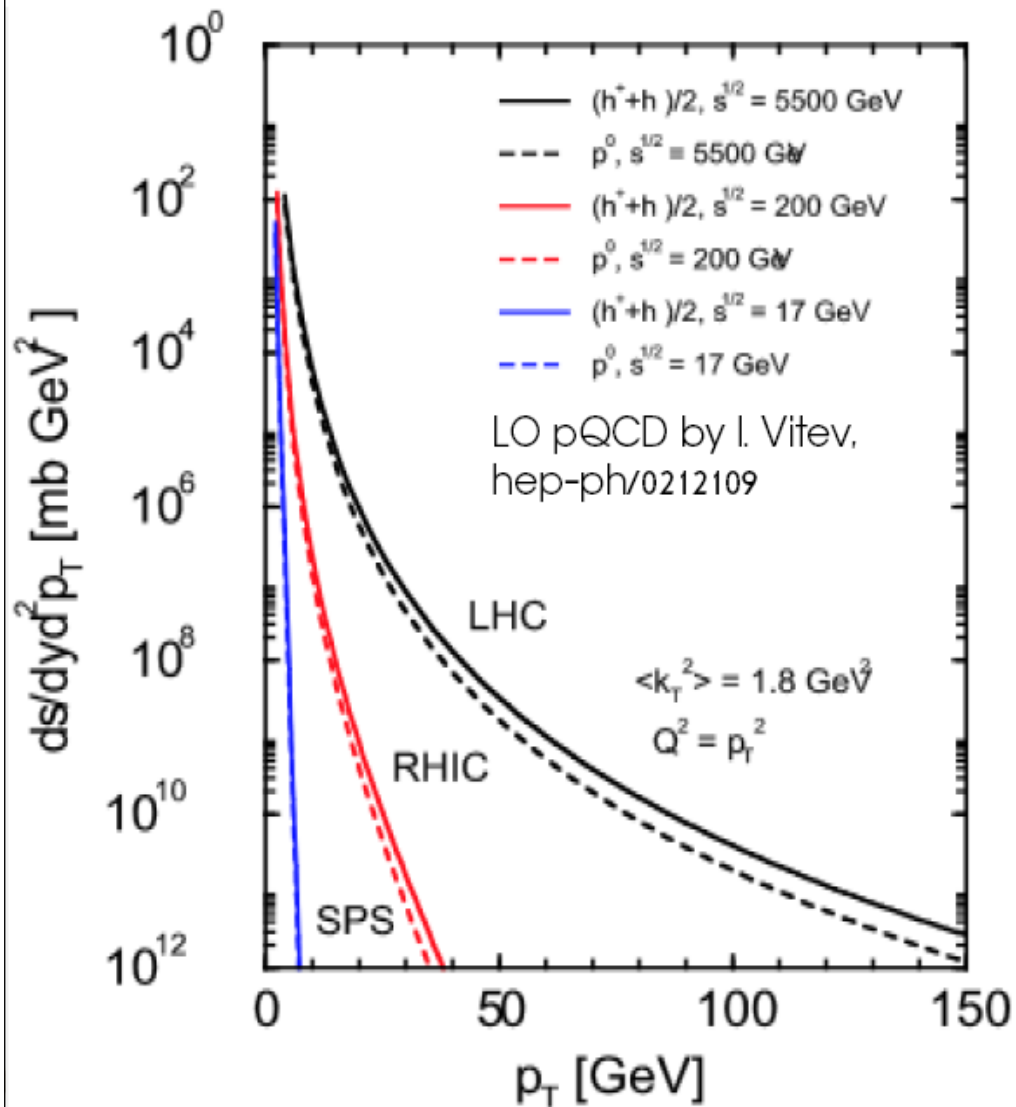 10^0
10^2
10^4
10^6
10^8
10^10
10^12
ds/dyd^2p_T [mb GeV^2]
(h^++h )/2, s^1/2 = 5500 GeV
p^0, s^1/2 = 5500 GeV
(h^++h )/2, s^1/2 = 200 GeV
p^0, s^1/2 = 200 GeV
(h^++h )/2, s^1/2 = 17 GeV
p^0, s^1/2 = 17 GeV
LO pQCD by I. Vitev,
hep-ph/0212109
LHC
<k_T^2> = 1.8 GeV^2
Q^2 = p_T^2
RHIC
SPS
0 50 100 150
p_T [GeV]